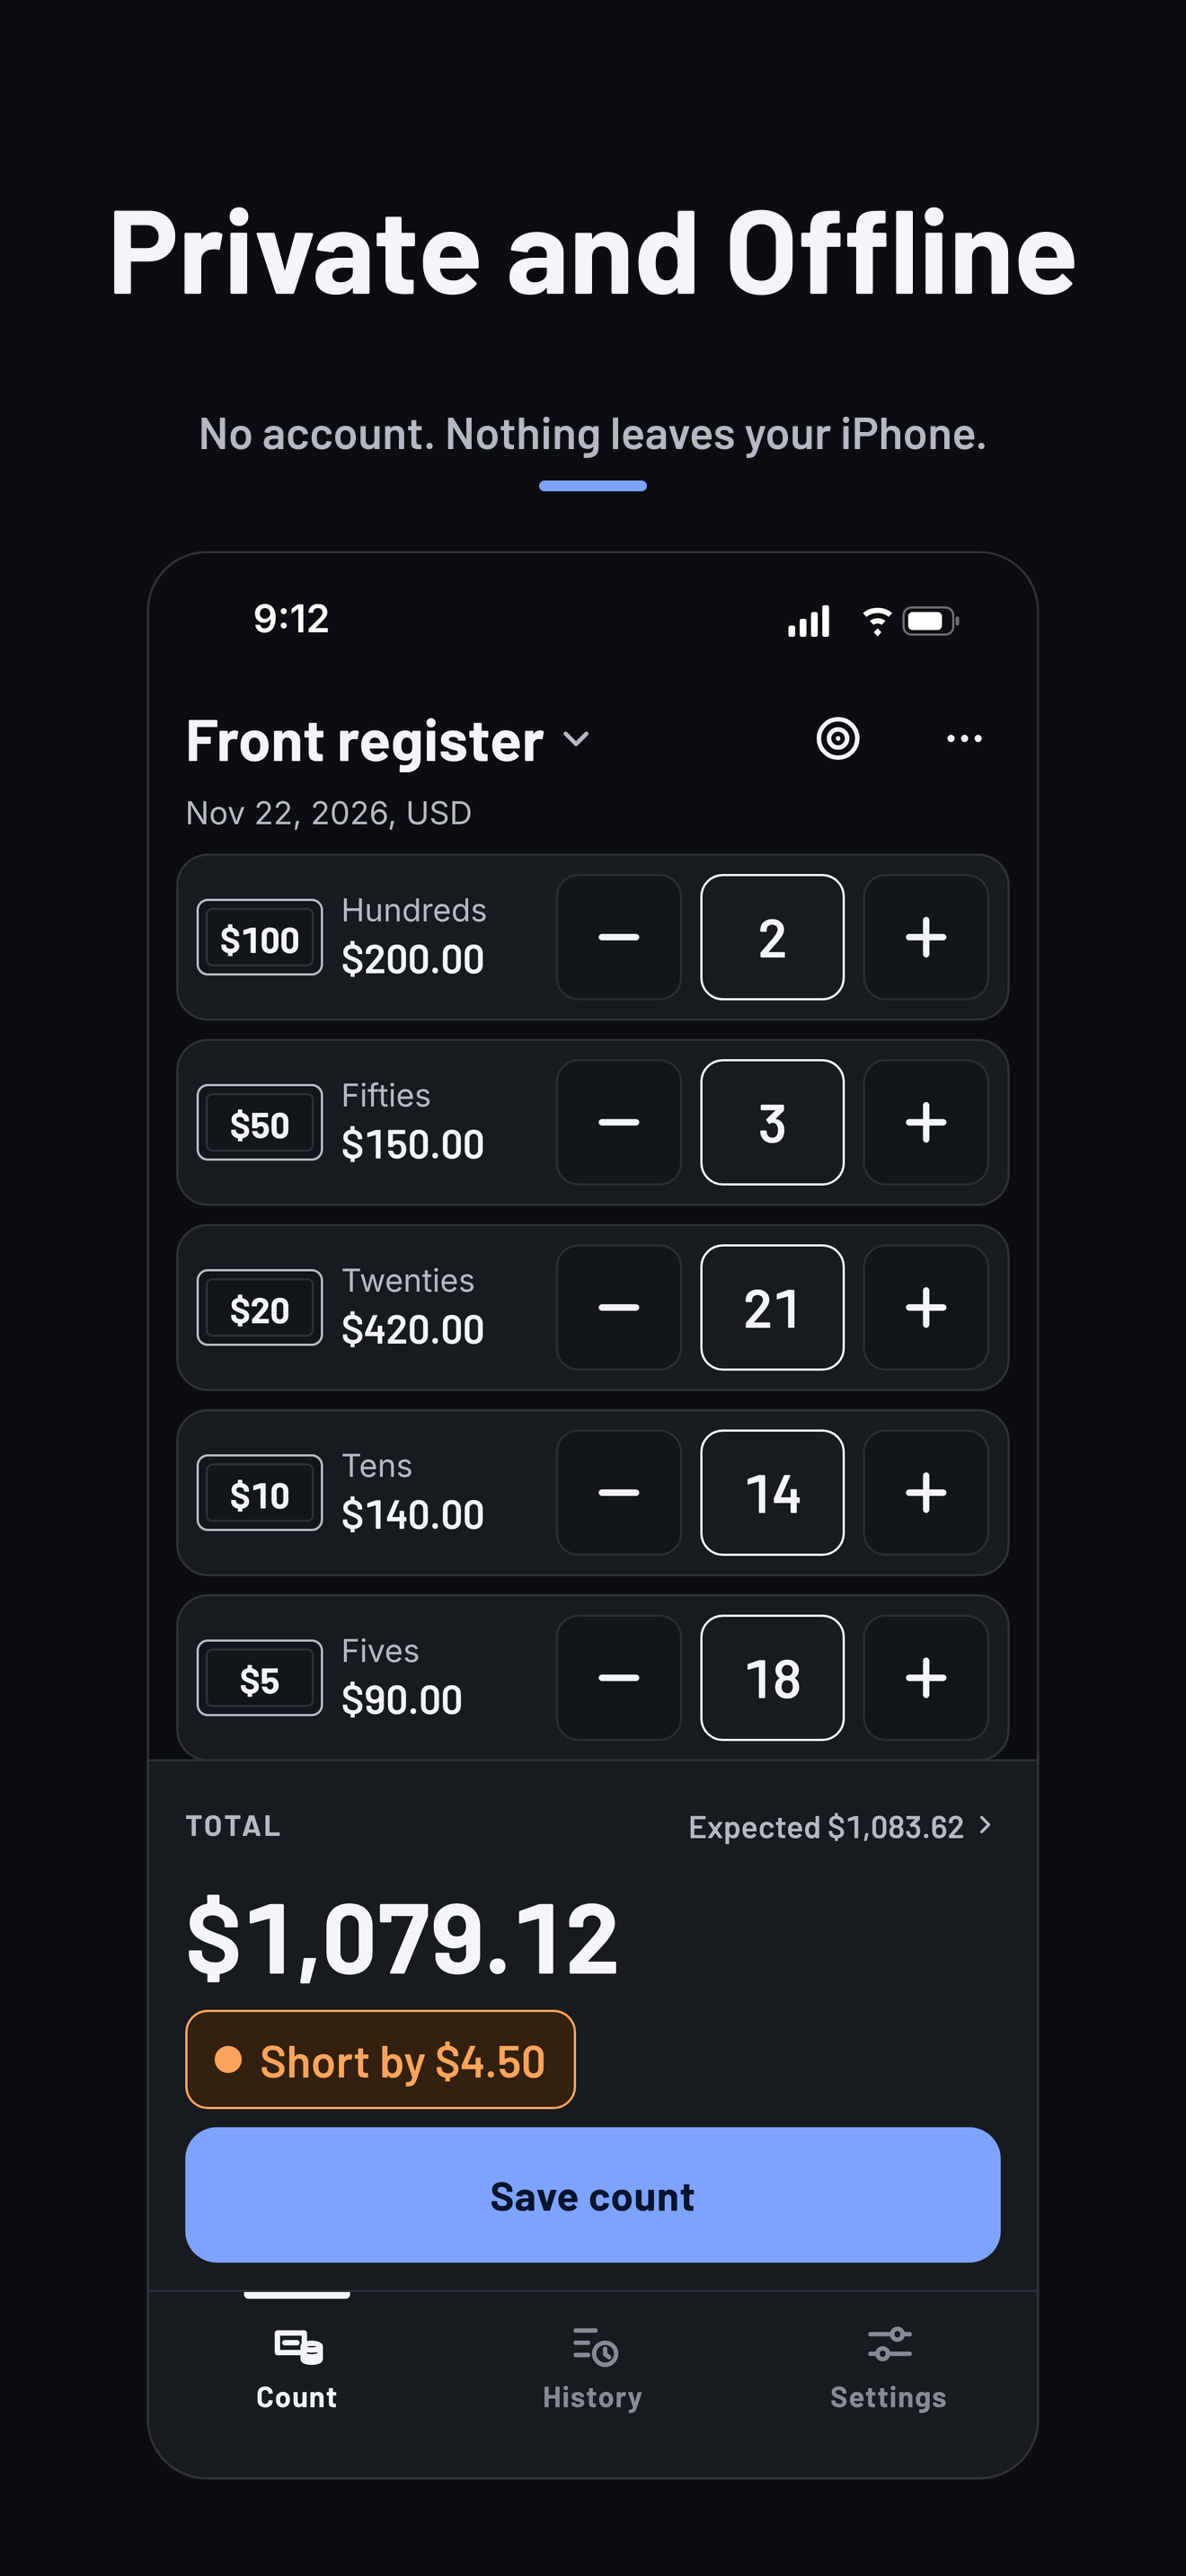 Private and Offline
No account. Nothing leaves your iPhone.
9:12
Front register
Nov 22, 2026, USD
$100
Hundreds
$200.00
2
$50
Fifties
$150.00
3
$20
Twenties
$420.00
21
$10
Tens
$140.00
14
$5
Fives
$90.00
18
TOTAL
Expected $1,083.62
$1,079.12
Short by $4.50
Save count
Count
History
Settings